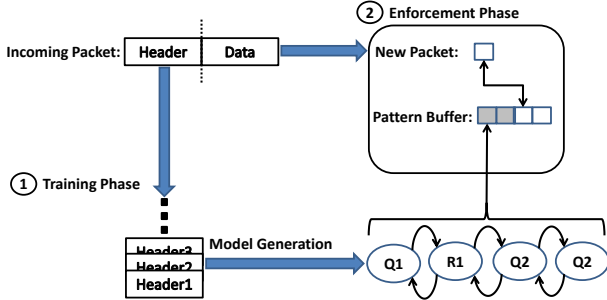 2 Enforcement Phase
Incoming Packet: Header Data
New Packet:
Pattern Buffer:
1 Training Phase
Header3
Header2
Header1
Model Generation
Q1 R1 Q2 Q2